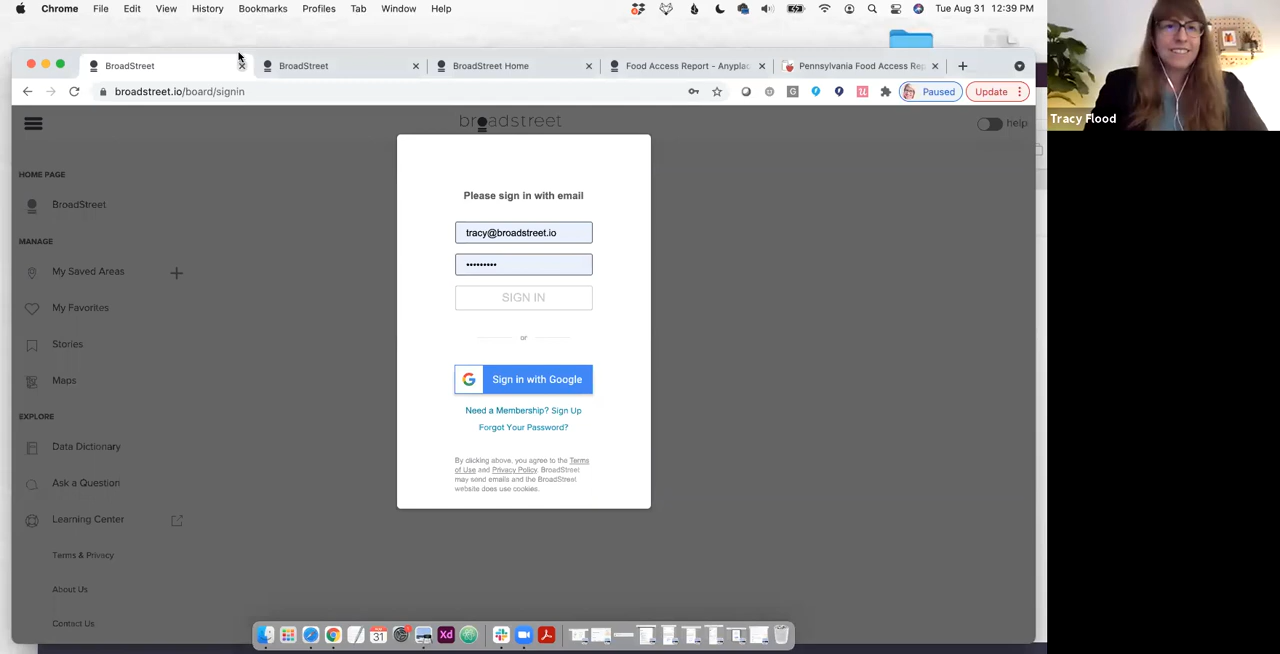 Chrome File Edit View History Bookmarks Profiles Tab Window Help Tue Aug 31 12:39 PM
BroadStreet BroadStreet BroadStreet Home Food Access Report - Anyplac Pennsylvania Food Access Rep
broadstreet.io/board/signin Paused Update
broadstreet help
HOME PAGE
BroadStreet
MANAGE
My Saved Areas
My Favorites
Stories
Maps
EXPLORE
Data Dictionary
Ask a Question
Learning Center
Terms & Privacy
About Us
Contact Us
Please sign in with email
tracy@broadstreet.io
•••••••••
SIGN IN
or
Sign in with Google
Need a Membership? Sign Up
Forgot Your Password?
By clicking above, you agree to the Terms
of Use and Privacy Policy. BroadStreet
may send emails and the BroadStreet
website does use cookies.
Tracy Flood
31
Xd